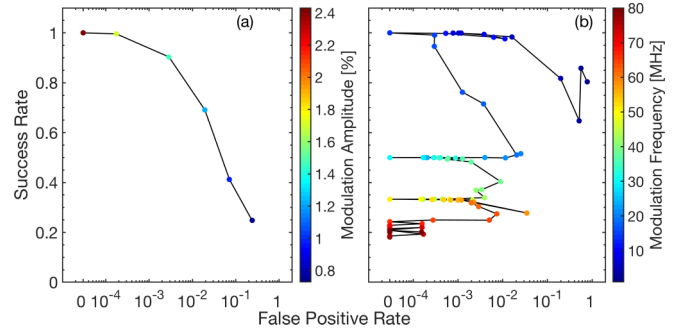 (a)
Success Rate
1
0.8
0.6
0.4
0.2
0
0 10^-4 10^-3 10^-2 10^-1 1
2.4
2.2
2
1.8
1.6
1.4
1.2
1
0.8
Modulation Amplitude [%]
(b)
0 10^-4 10^-3 10^-2 10^-1 1
80
70
60
50
40
30
20
10
Modulation Frequency [MHz]
False Positive Rate